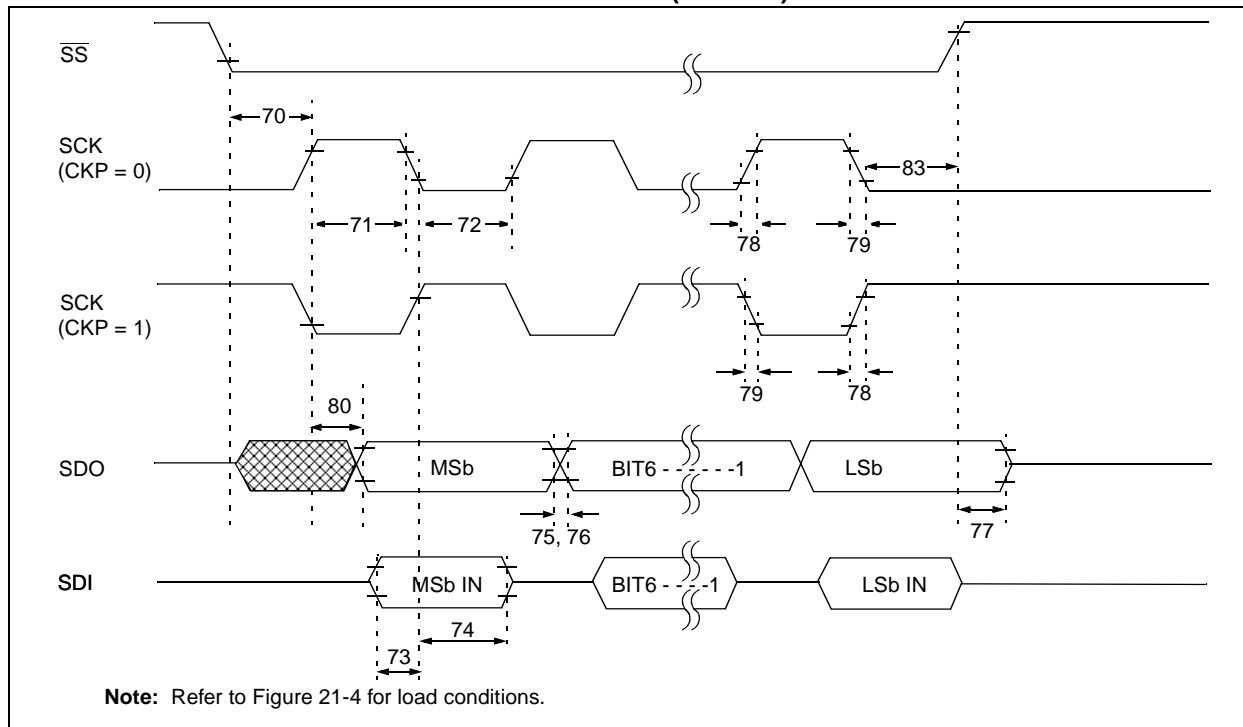 SS
70
SCK
(CKP = 0)
83
71
72
78
79
SCK
(CKP = 1)
79
78
80
SDO
MSb
BIT6 - - - - - - -1
LSb
75, 76
77
SDI
MSb IN
BIT6 - - - - -1
LSb IN
74
73
Note: Refer to Figure 21-4 for load conditions.